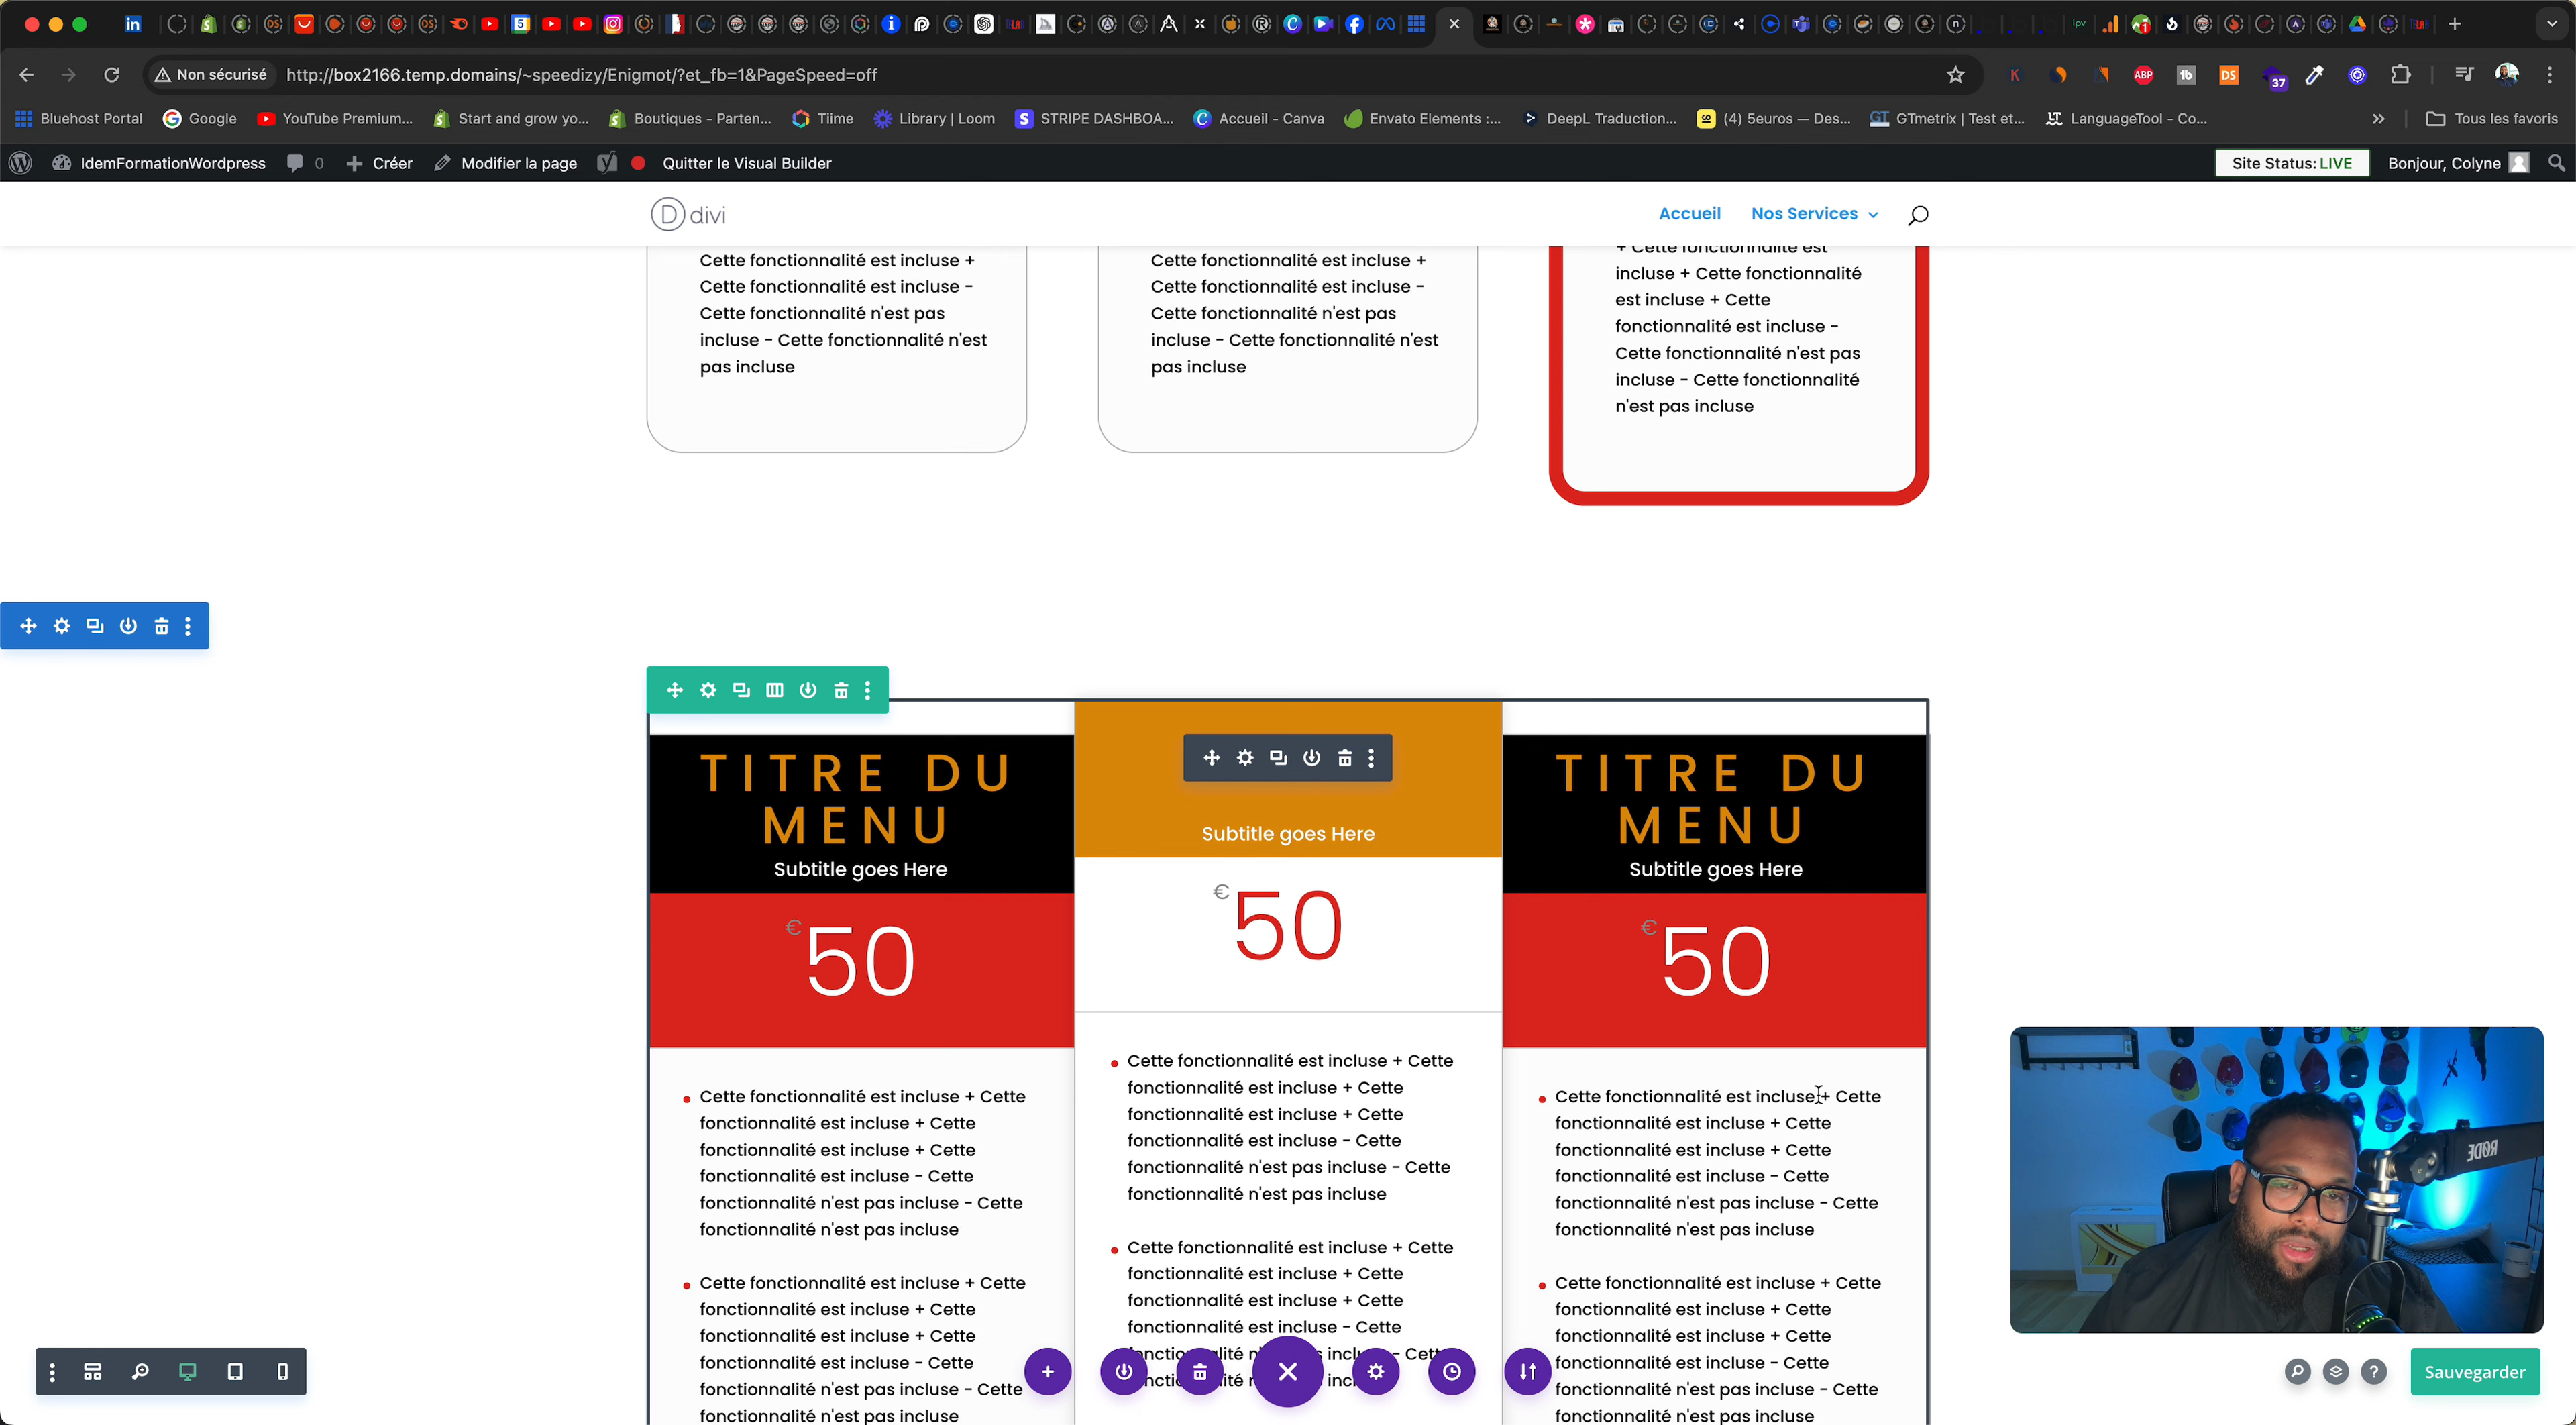 Non sécurisé
http://box2166.temp.domains/~speedizy/Enigmot/?et_fb=1&PageSpeed=off
ABP
DS
37
Bluehost Portal
Google
YouTube Premium...
Start and grow yo...
Boutiques - Parten...
Tiime
Library | Loom
STRIPE DASHBOA...
Accueil - Canva
Envato Elements :...
DeepL Traduction...
(4) 5euros — Des...
GTmetrix | Test et...
LanguageTool - Co...
Tous les favoris
IdemFormationWordpress
0
Créer
Modifier la page
Quitter le Visual Builder
Site Status: LIVE
Bonjour, Colyne
divi
Accueil
Nos Services
Cette fonctionnalité est incluse +
Cette fonctionnalité est incluse -
Cette fonctionnalité n'est pas
incluse - Cette fonctionnalité n'est
pas incluse
Cette fonctionnalité est incluse +
Cette fonctionnalité est incluse -
Cette fonctionnalité n'est pas
incluse - Cette fonctionnalité n'est
pas incluse
+ Cette fonctionnalité est
incluse + Cette fonctionnalité
est incluse + Cette
fonctionnalité est incluse -
Cette fonctionnalité n'est pas
incluse - Cette fonctionnalité
n'est pas incluse
TITRE DU
MENU
Subtitle goes Here
€50
Cette fonctionnalité est incluse + Cette
fonctionnalité est incluse + Cette
fonctionnalité est incluse + Cette
fonctionnalité est incluse - Cette
fonctionnalité n'est pas incluse - Cette
fonctionnalité n'est pas incluse
Cette fonctionnalité est incluse + Cette
fonctionnalité est incluse + Cette
fonctionnalité est incluse + Cette
fonctionnalité est incluse - Cette
fonctionnalité n'est pas incluse - Cette
fonctionnalité n'est pas incluse
Subtitle goes Here
€50
Cette fonctionnalité est incluse + Cette
fonctionnalité est incluse + Cette
fonctionnalité est incluse + Cette
fonctionnalité est incluse - Cette
fonctionnalité n'est pas incluse - Cette
fonctionnalité n'est pas incluse
Cette fonctionnalité est incluse + Cette
fonctionnalité est incluse + Cette
fonctionnalité est incluse + Cette
fonctionnalité est incluse - Cette
TITRE DU
MENU
Subtitle goes Here
€50
Cette fonctionnalité est incluse + Cette
fonctionnalité est incluse + Cette
fonctionnalité est incluse + Cette
fonctionnalité est incluse - Cette
fonctionnalité n'est pas incluse - Cette
fonctionnalité n'est pas incluse
Cette fonctionnalité est incluse + Cette
fonctionnalité est incluse + Cette
fonctionnalité est incluse + Cette
fonctionnalité est incluse - Cette
fonctionnalité n'est pas incluse - Cette
fonctionnalité n'est pas incluse
RØDE
Sauvegarder